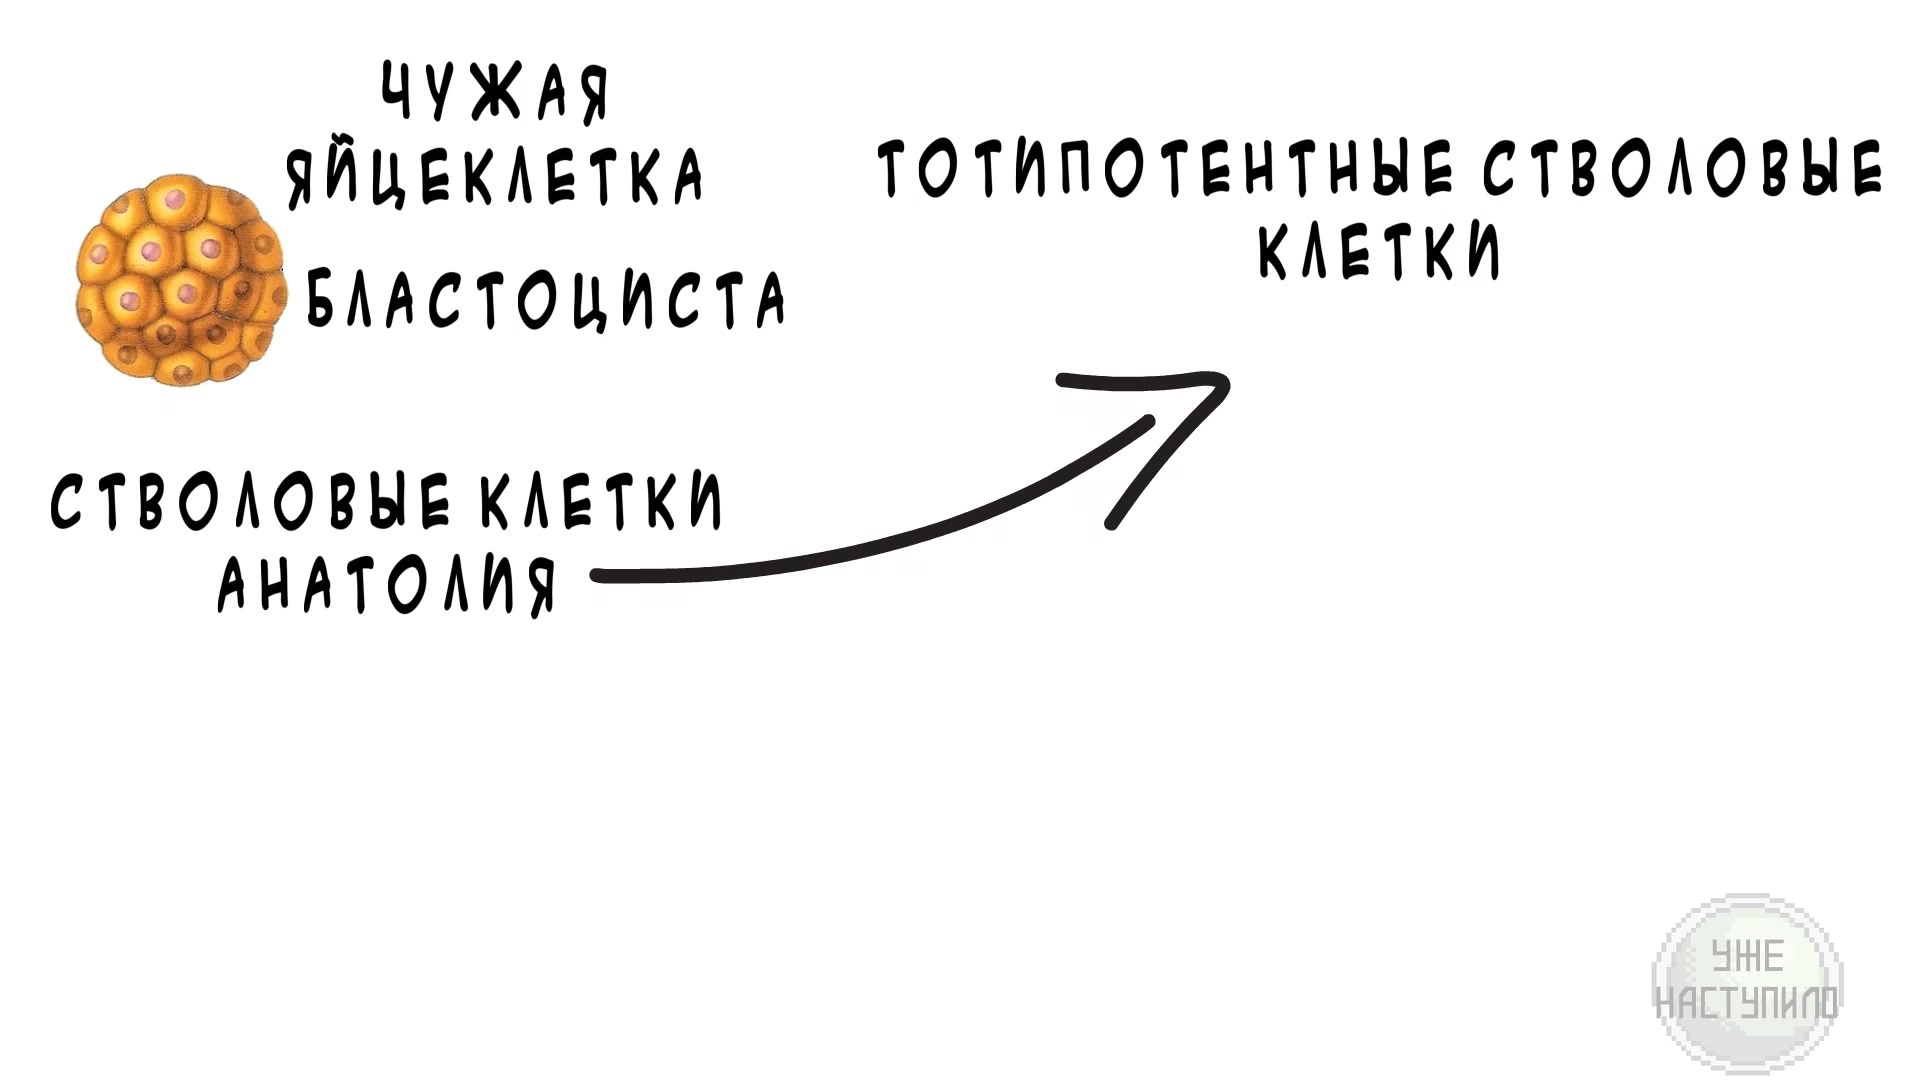 ЧУЖАЯ
ЯЙЦЕКЛЕТКА
БЛАСТОЦИСТА
ТОТИПОТЕНТНЫЕ СТВОЛОВЫЕ
КЛЕТКИ
СТВОЛОВЫЕ КЛЕТКИ
АНАТОЛИЯ
УЖЕ
НАСТУПИЛО